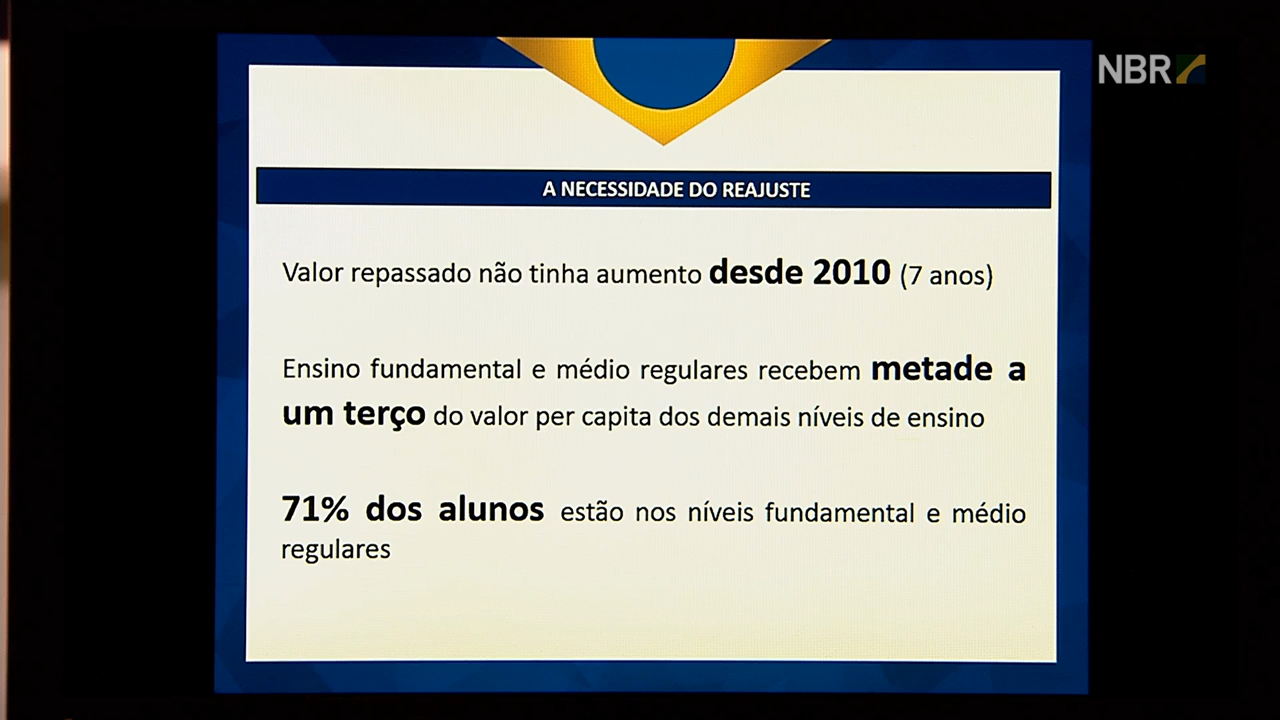 NBR
A NECESSIDADE DO REAJUSTE
Valor repassado não tinha aumento desde 2010 (7 anos)
Ensino fundamental e médio regulares recebem metade a
um terço do valor per capita dos demais níveis de ensino
71% dos alunos estão nos níveis fundamental e médio
regulares